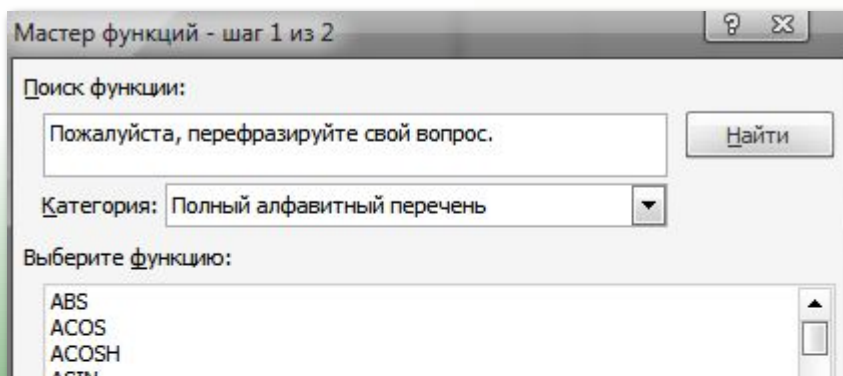 Мастер функций - шаг 1 из 2
Поиск функции:
Пожалуйста, перефразируйте свой вопрос.
Найти
Категория: Полный алфавитный перечень
Выберите функцию:
ABS
ACOS
ACOSH